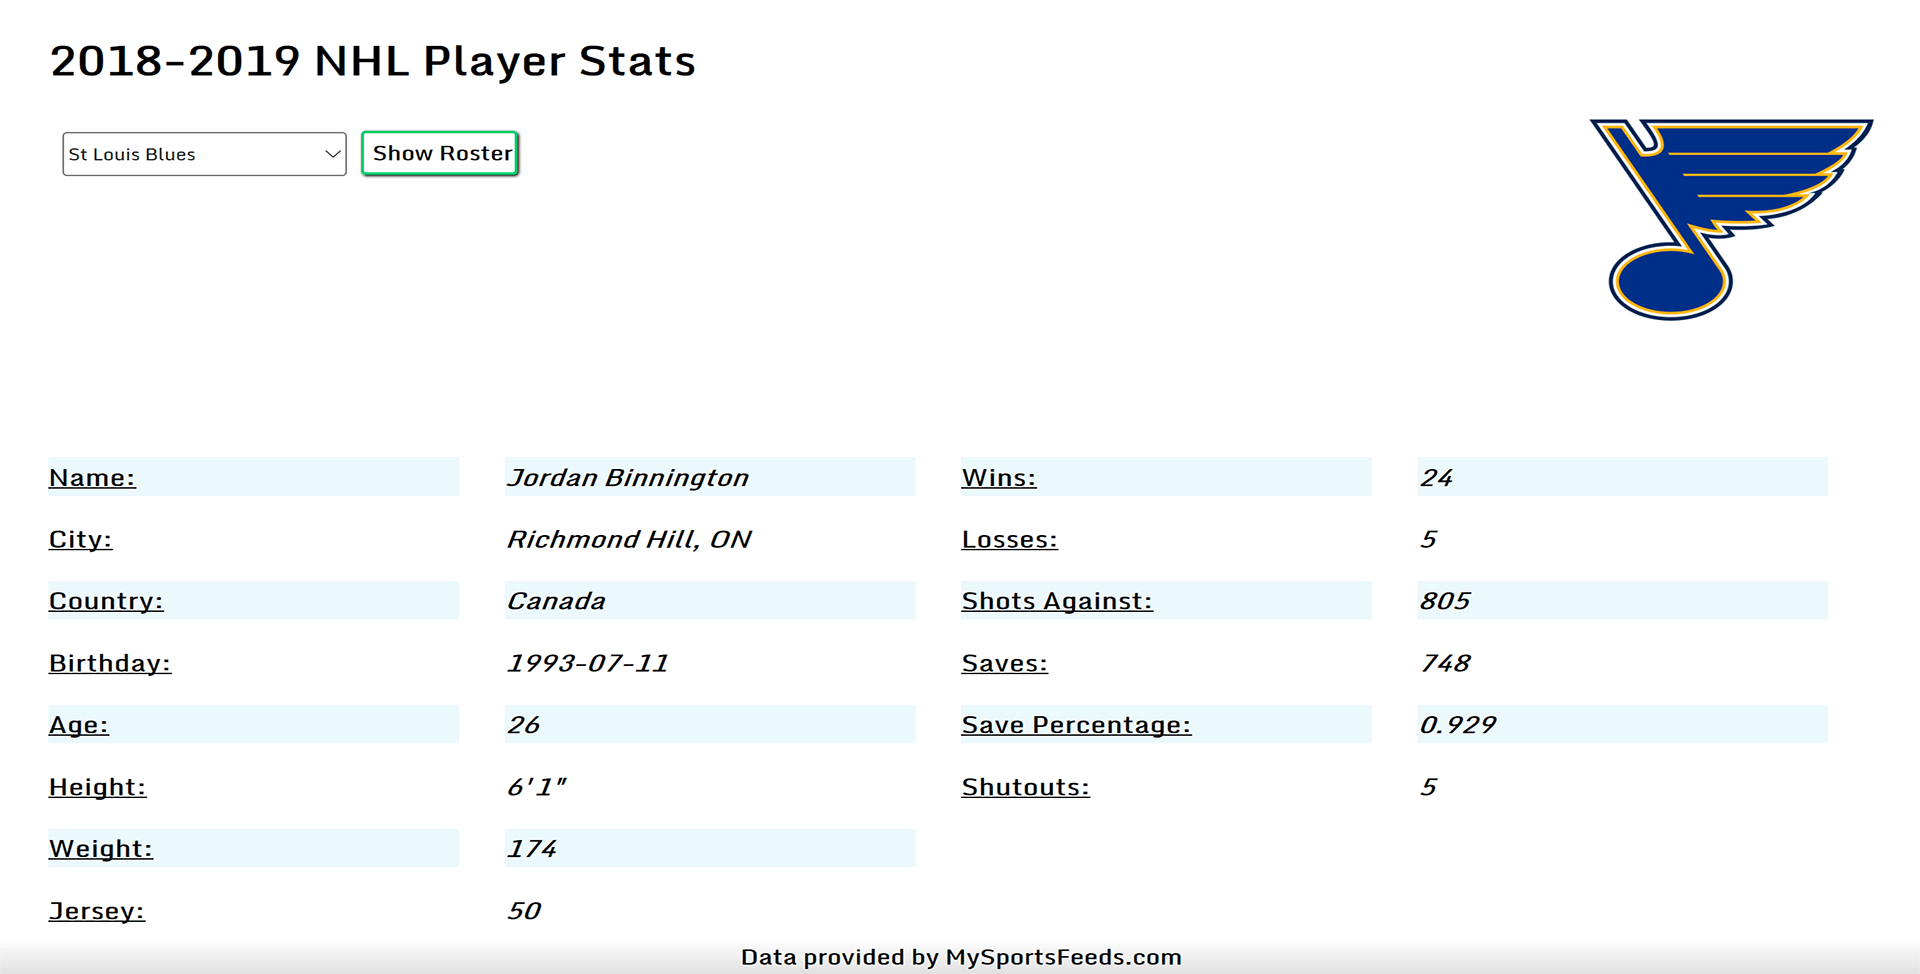 2018-2019 NHL Player Stats
St Louis Blues
Show Roster
Name: Jordan Binnington Wins: 24
City: Richmond Hill, ON Losses: 5
Country: Canada Shots Against: 805
Birthday: 1993-07-11 Saves: 748
Age: 26 Save Percentage: 0.929
Height: 6'1" Shutouts: 5
Weight: 174
Jersey: 50
Data provided by MySportsFeeds.com